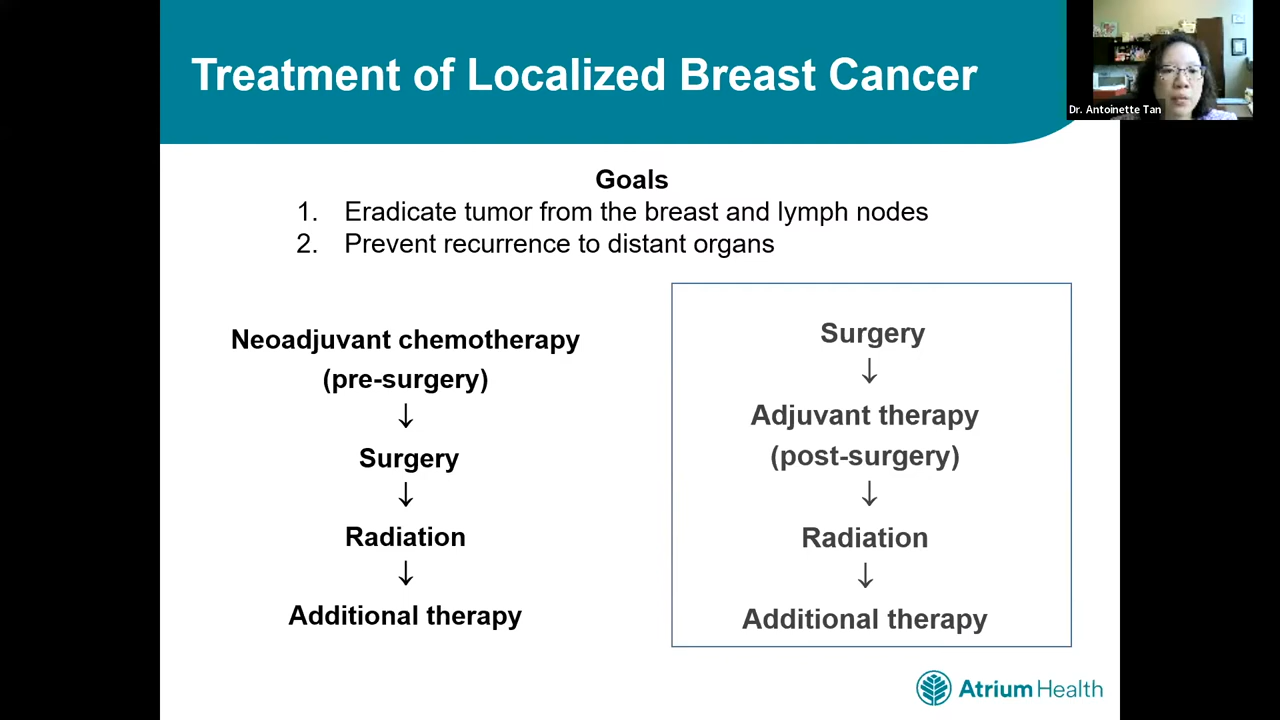 Treatment of Localized Breast Cancer
Dr. Antoinette Tan
Goals
1. Eradicate tumor from the breast and lymph nodes
2. Prevent recurrence to distant organs
Neoadjuvant chemotherapy
(pre-surgery)
↓
Surgery
↓
Radiation
↓
Additional therapy
Surgery
↓
Adjuvant therapy
(post-surgery)
↓
Radiation
↓
Additional therapy
Atrium Health